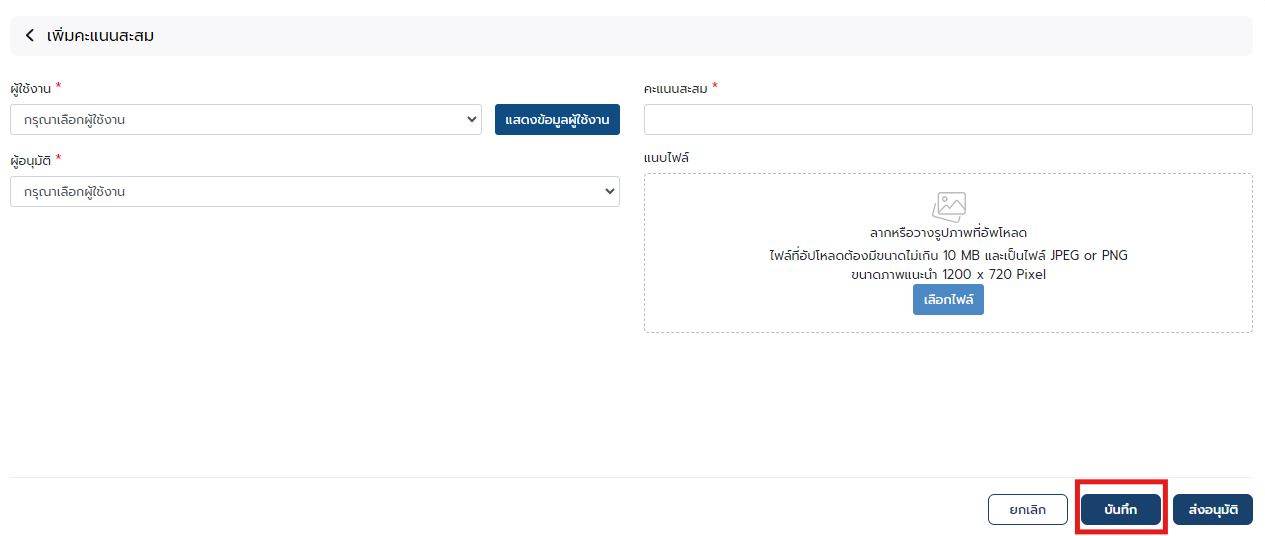 เพิ่มคะแนนสะสม
ผู้ใช้งาน *
กรุณาเลือกผู้ใช้งาน
แสดงข้อมูลผู้ใช้งาน
คะแนนสะสม *
ผู้อนุมัติ *
กรุณาเลือกผู้ใช้งาน
แนบไฟล์
ลากหรือวางรูปภาพที่อัพโหลด
ไฟล์ที่อัปโหลดต้องมีขนาดไม่เกิน 10 MB และเป็นไฟล์ JPEG or PNG
ขนาดภาพแนะนำ 1200 x 720 Pixel
เลือกไฟล์
ยกเลิก
บันทึก
ส่งอนุมัติ